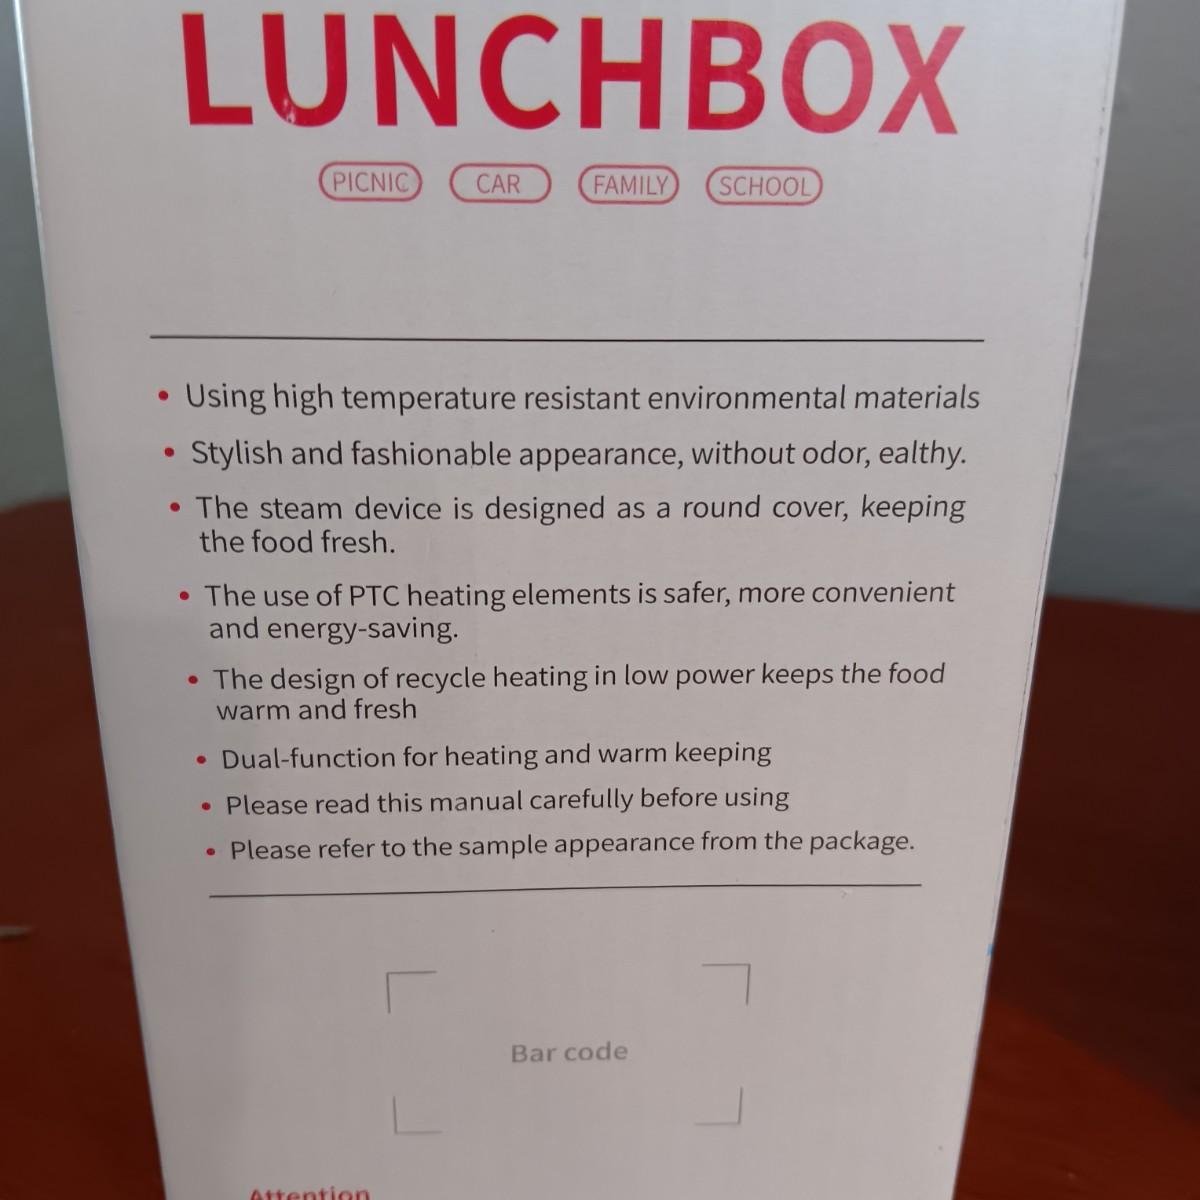 LUNCHBOX
PICNIC CAR FAMILY SCHOOL
• Using high temperature resistant environmental materials
• Stylish and fashionable appearance, without odor, ealthy.
• The steam device is designed as a round cover, keeping
the food fresh.
• The use of PTC heating elements is safer, more convenient
and energy-saving.
• The design of recycle heating in low power keeps the food
warm and fresh
• Dual-function for heating and warm keeping
• Please read this manual carefully before using
• Please refer to the sample appearance from the package.
Bar code
Attention